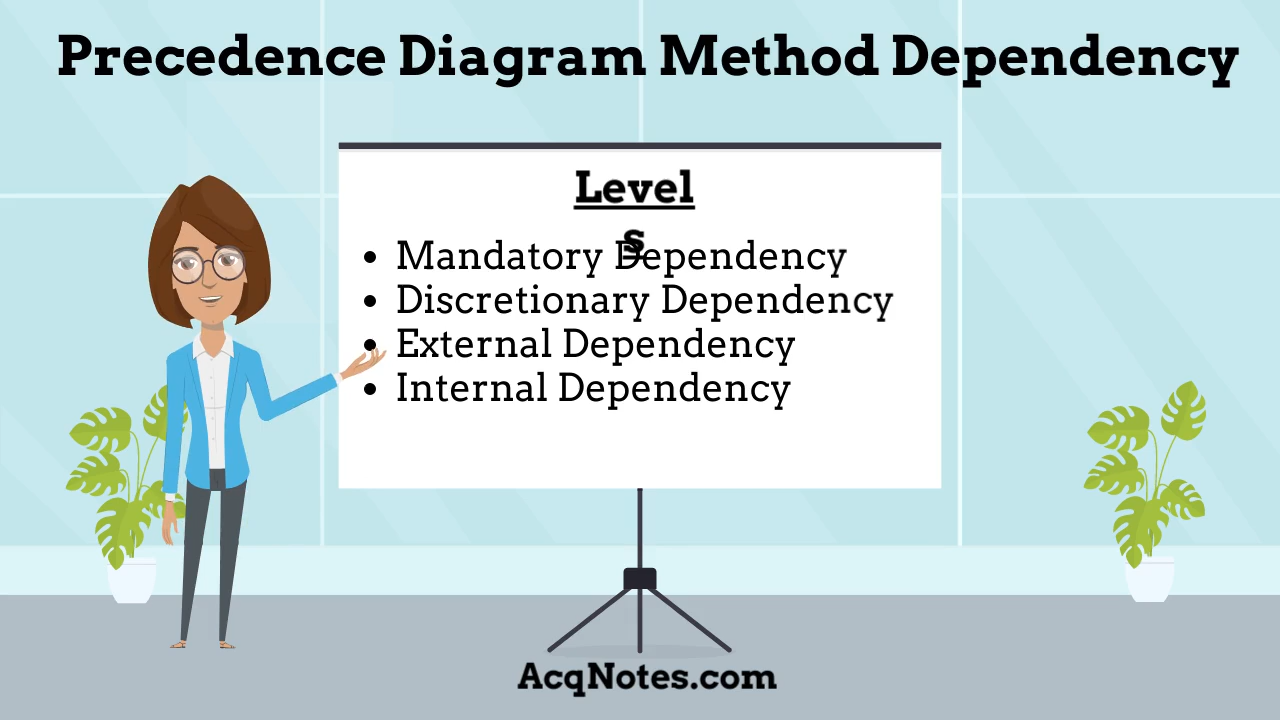 Precedence Diagram Method Dependency
Level
s
• Mandatory Dependency
• Discretionary Dependency
• External Dependency
• Internal Dependency
AcqNotes.com